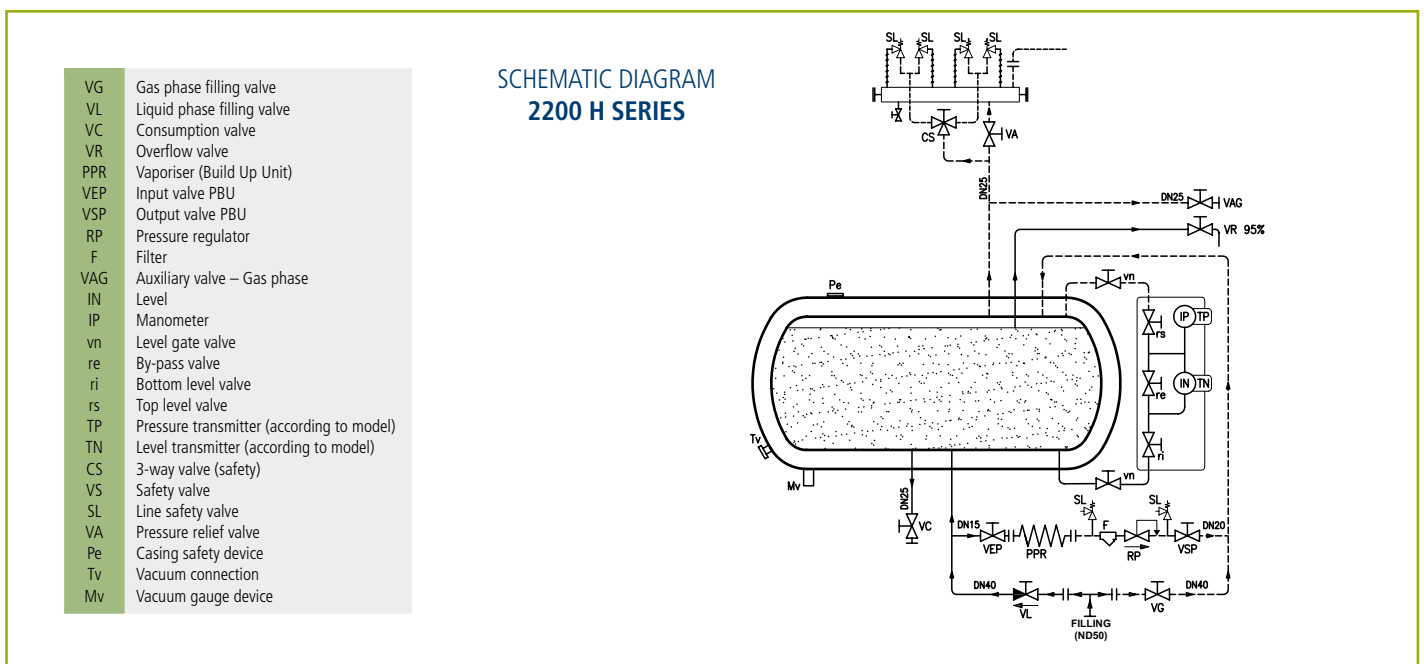 VG Gas phase filling valve
VL Liquid phase filling valve
VC Consumption valve
VR Overflow valve
PPR Vaporiser (Build Up Unit)
VEP Input valve PBU
VSP Output valve PBU
RP Pressure regulator
F Filter
VAG Auxiliary valve – Gas phase
IN Level
IP Manometer
vn Level gate valve
re By-pass valve
ri Bottom level valve
rs Top level valve
TP Pressure transmitter (according to model)
TN Level transmitter (according to model)
CS 3-way valve (safety)
VS Safety valve
SL Line safety valve
VA Pressure relief valve
Pe Casing safety device
Tv Vacuum connection
Mv Vacuum gauge device
SCHEMATIC DIAGRAM
2200 H SERIES
SL SL SL SL
CS VA
DN25
DN25 VAG
VR 95%
vn
Pe
rs IP TP
re IN TN
ri
Tv
Mv
vn
DN25
VC
SL SL
DN15 VEP PPR F RP VSP DN20
DN40 VL VG DN40
FILLING
(ND50)